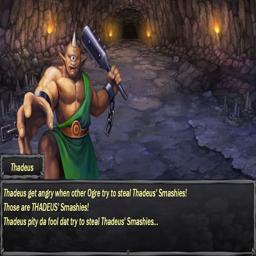 Thadeus
Thadeus get angry when other Ogre try to steal Thadeus' Smashies!
Those are THADEUS' Smashies!
Thadeus pity da fool dat try to steal Thadeus' Smashies...